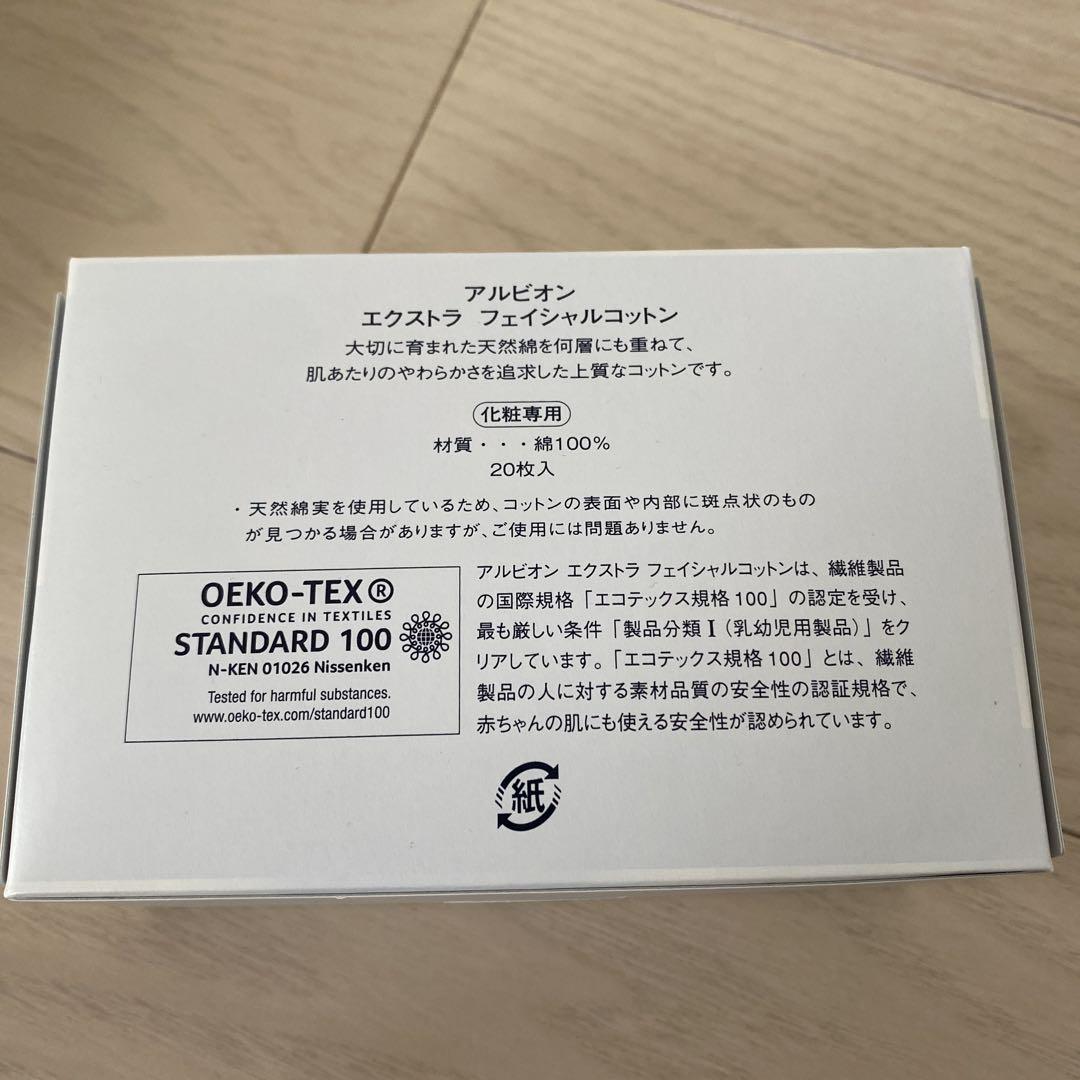 アルビオン
エクストラ フェイシャルコットン
大切に育まれた天然綿を何層にも重ねて、
肌あたりのやわらかさを追求した上質なコットンです。
化粧専用
材質・・・綿100%
20枚入
・天然綿実を使用しているため、コットンの表面や内部に斑点状のもの
が見つかる場合がありますが、ご使用には問題ありません。
OEKO-TEX®
CONFIDENCE IN TEXTILES
STANDARD 100
N-KEN 01026 Nissenken
Tested for harmful substances.
www.oeko-tex.com/standard100
アルビオン エクストラ フェイシャルコットンは、繊維製品
の国際規格「エコテックス規格100」の認定を受け、
最も厳しい条件「製品分類Ⅰ（乳幼児用製品）」をク
リアしています。「エコテックス規格100」とは、繊維
製品の人に対する素材品質の安全性の認証規格で、
赤ちゃんの肌にも使える安全性が認められています。
紙